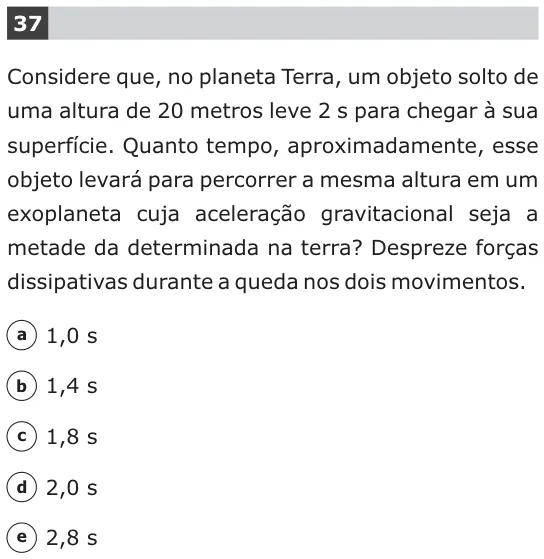 37
Considere que, no planeta Terra, um objeto solto de
uma altura de 20 metros leve 2 s para chegar à sua
superfície. Quanto tempo, aproximadamente, esse
objeto levará para percorrer a mesma altura em um
exoplaneta cuja aceleração gravitacional seja a
metade da determinada na terra? Despreze forças
dissipativas durante a queda nos dois movimentos.
a 1,0 s
b 1,4 s
c 1,8 s
d 2,0 s
e 2,8 s